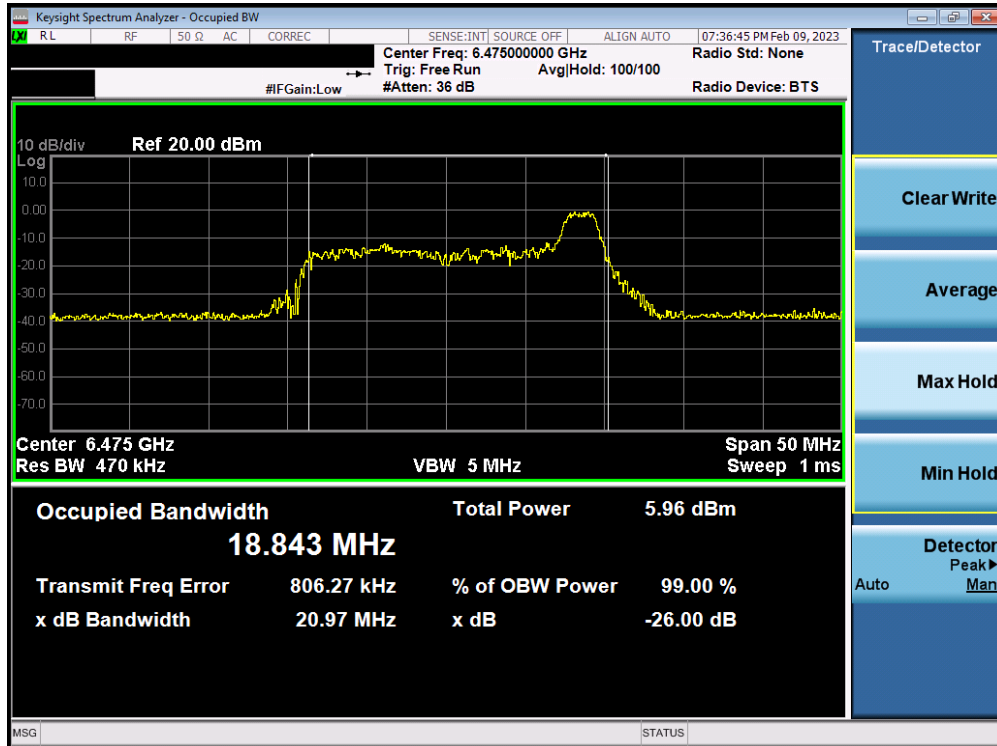 Keysight Spectrum Analyzer - Occupied BW
LXI RL RF 50 Ω AC CORREC SENSE:INT SOURCE OFF ALIGN AUTO 07:36:45 PM Feb 09, 2023
Center Freq: 6.475000000 GHz Radio Std: None
Trig: Free Run Avg|Hold: 100/100
#IFGain:Low #Atten: 36 dB Radio Device: BTS
10 dB/div Ref 20.00 dBm
Log
10.0
0.00
-10.0
-20.0
-30.0
-40.0
-50.0
-60.0
-70.0
Center 6.475 GHz Span 50 MHz
Res BW 470 kHz VBW 5 MHz Sweep 1 ms
Occupied Bandwidth Total Power 5.96 dBm
18.843 MHz
Transmit Freq Error 806.27 kHz % of OBW Power 99.00 %
x dB Bandwidth 20.97 MHz x dB -26.00 dB
MSG STATUS
Trace/Detector
Clear Write
Average
Max Hold
Min Hold
Detector
Peak▶
Auto Man